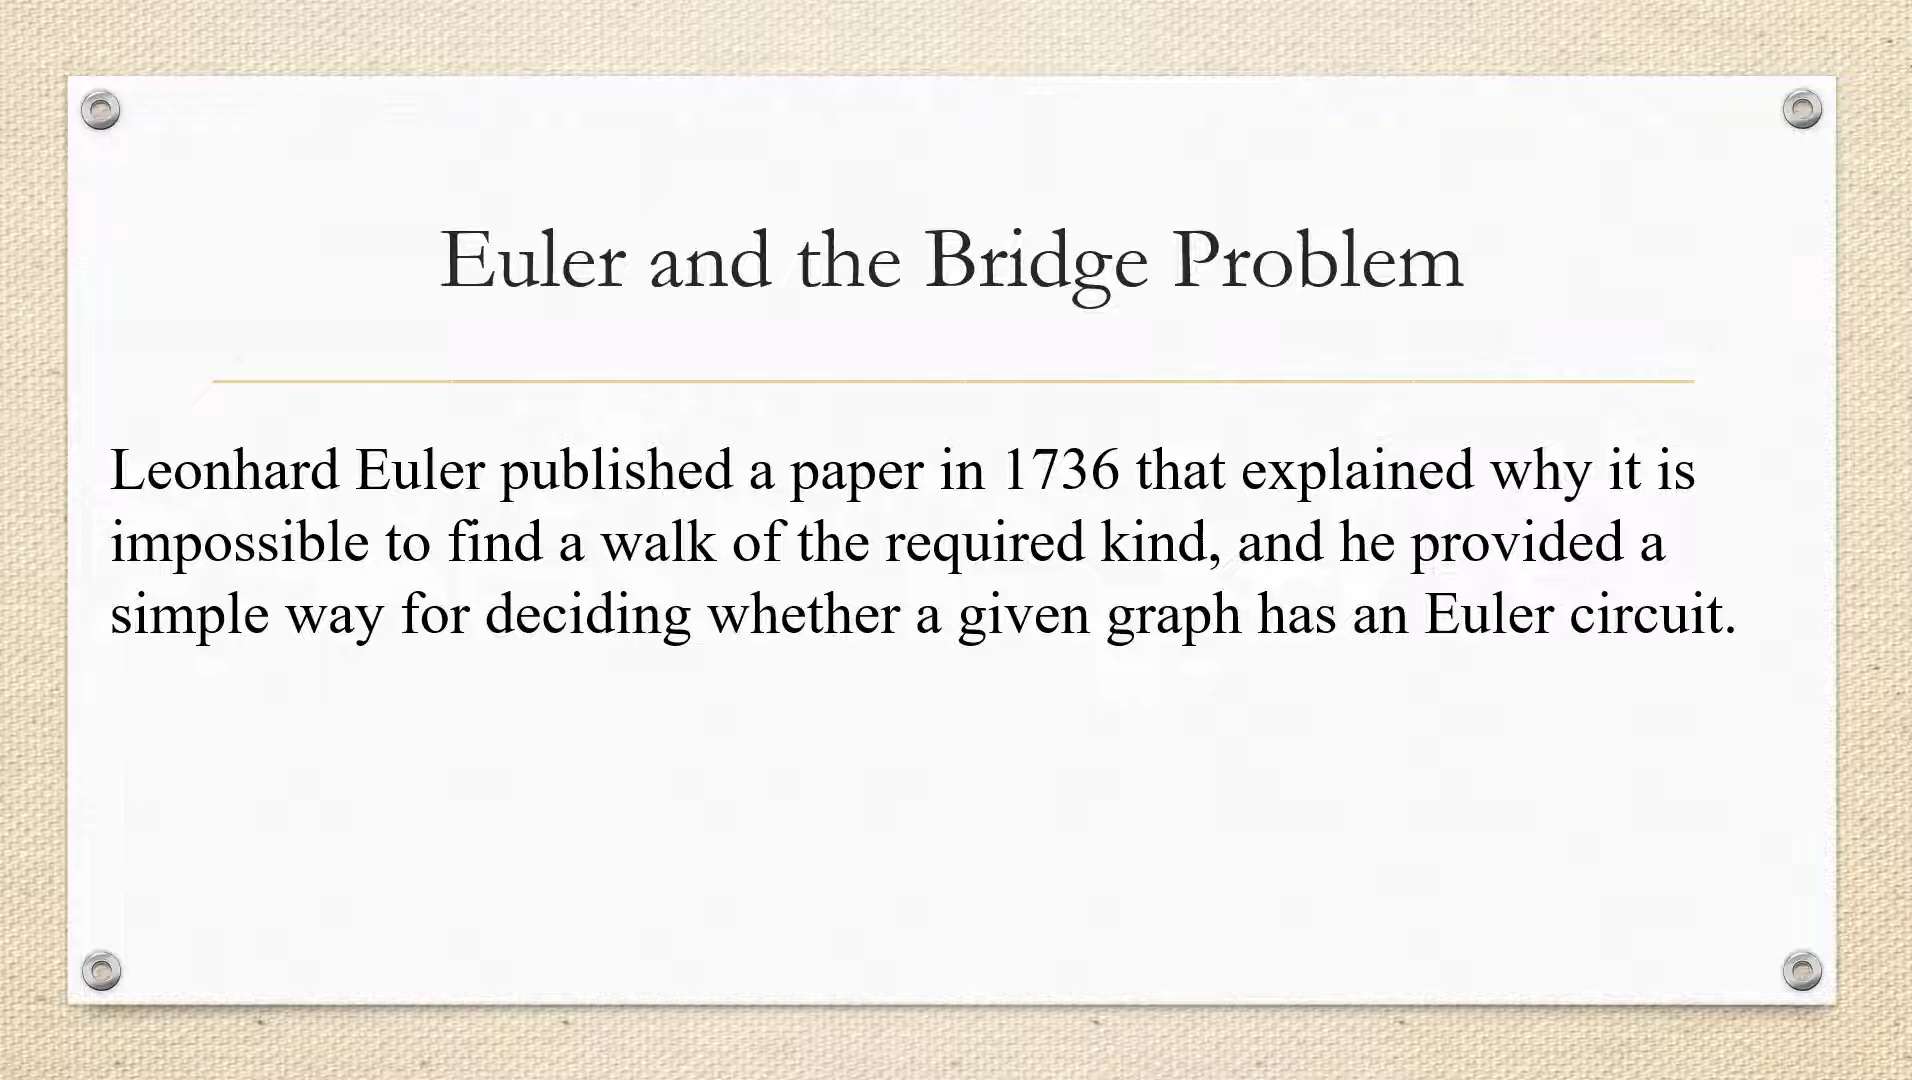 Euler and the Bridge Problem
Leonhard Euler published a paper in 1736 that explained why it is
impossible to find a walk of the required kind, and he provided a
simple way for deciding whether a given graph has an Euler circuit.